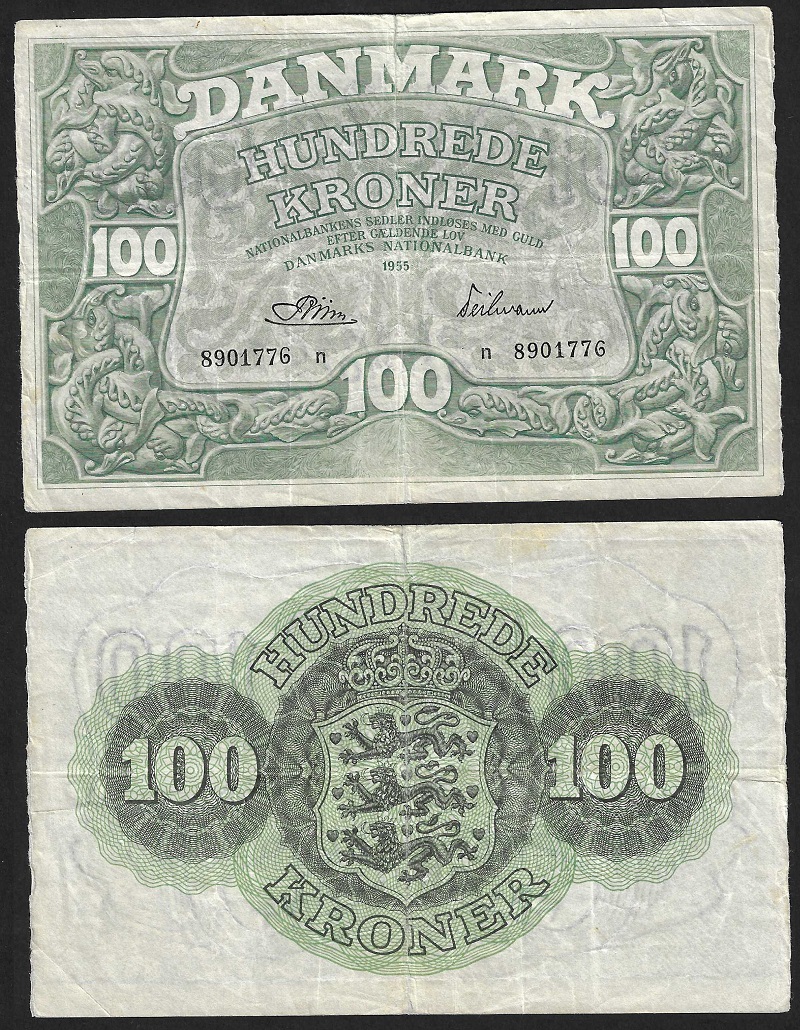 DANMARK
HUNDREDE
KRONER
NATIONALBANKENS SEDLER INDLØSES MED GULD
EFTER GÆLDENDE LOV
DANMARKS NATIONALBANK
1955
100 100
8901776 n n 8901776
100
HUNDREDE
100 100
KRONER